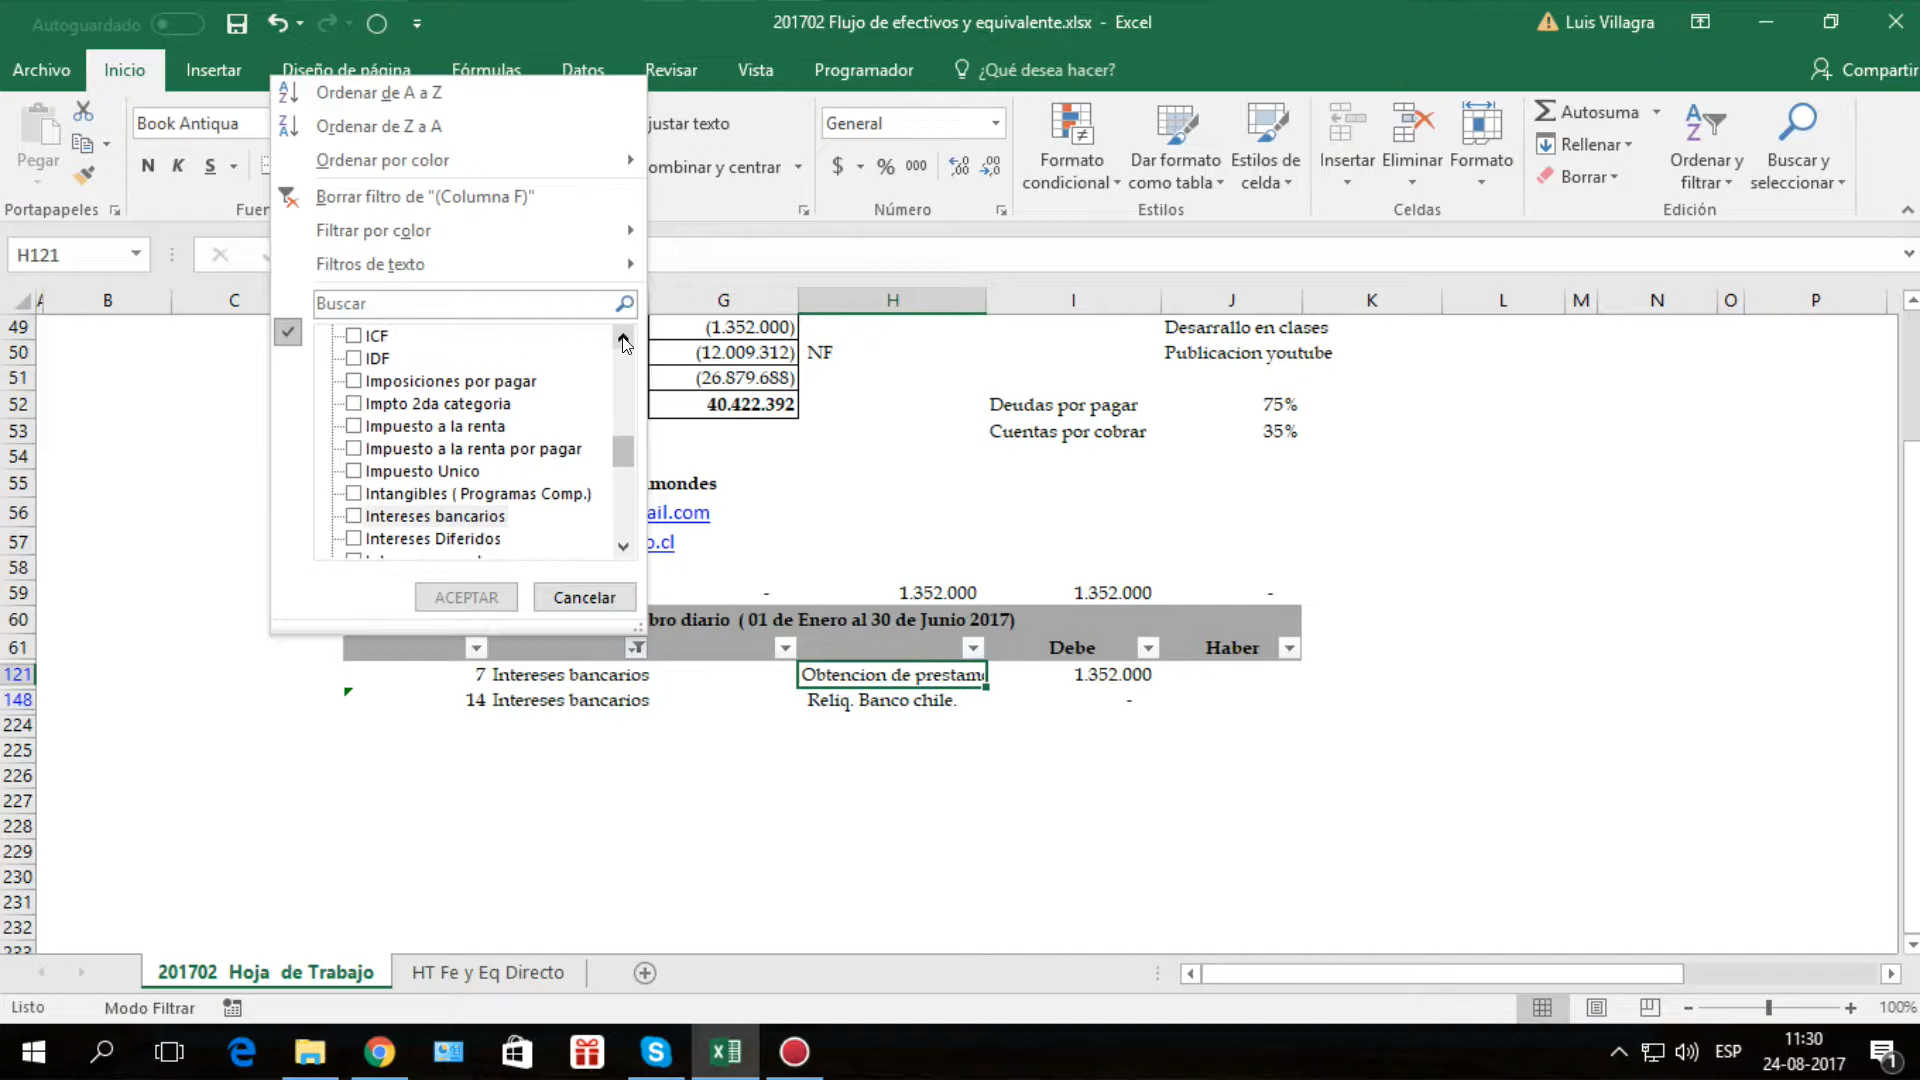 Autoguardado
201702 Flujo de efectivos y equivalente.xlsx - Excel
Luis Villagra
Archivo
Inicio
Insertar
Diseño de página
Fórmulas
Datos
Revisar
Vista
Programador
¿Qué desea hacer?
Compartir
Pegar
Portapapeles
Book Antiqua
N K S
Fuer
justar texto
ombinar y centrar
General
$ % 000
Número
Formato condicional
Dar formato como tabla
Estilos de celda
Estilos
Insertar
Eliminar
Formato
Celdas
Autosuma
Rellenar
Borrar
Ordenar y filtrar
Buscar y seleccionar
Edición
H121
Ordenar de A a Z
Ordenar de Z a A
Ordenar por color
Borrar filtro de "(Columna F)"
Filtrar por color
Filtros de texto
Buscar
ICF
IDF
Imposiciones por pagar
Impto 2da categoria
Impuesto a la renta
Impuesto a la renta por pagar
Impuesto Unico
Intangibles ( Programas Comp.)
Intereses bancarios
Intereses Diferidos
ACEPTAR
Cancelar
B C G H I J K L M N O P
49 (1.352.000) Desarrallo en clases
50 (12.009.312) NF Publicacion youtube
51 (26.879.688)
52 40.422.392 Deudas por pagar 75%
53 Cuentas por cobrar 35%
54
55 mondes
56 ail.com
57 o.cl
58
59 - 1.352.000 1.352.000 -
60 bro diario ( 01 de Enero al 30 de Junio 2017)
61 Debe Haber
121 7 Intereses bancarios Obtencion de prestam 1.352.000
148 14 Intereses bancarios Reliq. Banco chile. -
224
225
226
227
228
229
230
231
232
233
201702 Hoja de Trabajo
HT Fe y Eq Directo
Listo
Modo Filtrar
100%
ESP
11:30
24-08-2017
1